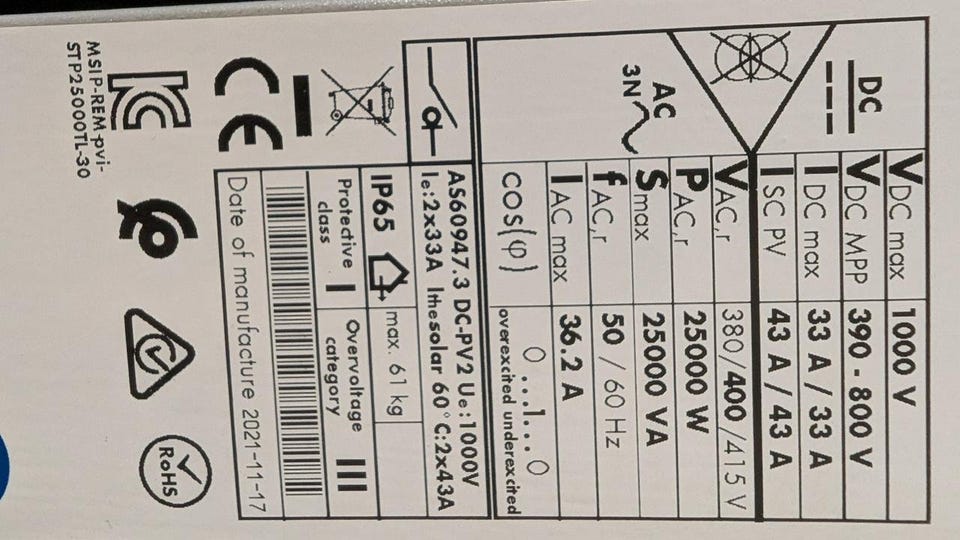 DC
V DC max 1000 V
V DC MPP 390 - 800 V
I DC max 33 A / 33 A
I SC PV 43 A / 43 A
AC
3N
V AC,r 380/400/415 V
P AC,r 25000 W
S max 25000 VA
f AC,r 50 / 60 Hz
I AC max 36.2 A
cos(φ) 0...1...0
overexcited underexcited
AS60947.3 DC-PV2 Ue:1000V
Ie:2x33A Ithesolar 60°C:2x43A
IP65 max. 61 kg
Protective class I Overvoltage category III
Date of manufacture 2021-11-17
CE
RoHS
MSIP-REM-pvi-
STP25000TL-30